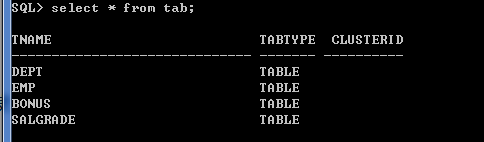 SQL> select * from tab;
TNAME TABTYPE CLUSTERID
------------------------------ ------- ----------
DEPT TABLE
EMP TABLE
BONUS TABLE
SALGRADE TABLE